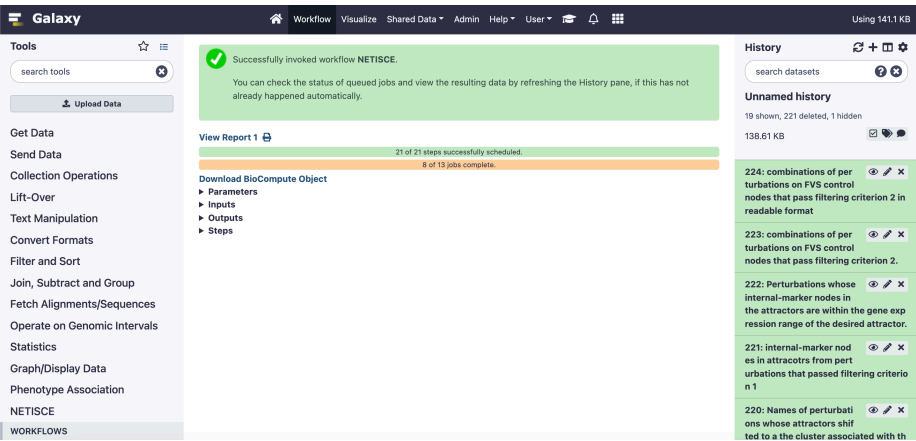 Galaxy
Workflow Visualize Shared Data Admin Help User
Using 141.1 KB
Tools
search tools
Upload Data
Get Data
Send Data
Collection Operations
Lift-Over
Text Manipulation
Convert Formats
Filter and Sort
Join, Subtract and Group
Fetch Alignments/Sequences
Operate on Genomic Intervals
Statistics
Graph/Display Data
Phenotype Association
NETISCE
WORKFLOWS
Successfully invoked workflow NETISCE.
You can check the status of queued jobs and view the resulting data by refreshing the History pane, if this has not
already happened automatically.
View Report 1
21 of 21 steps successfully scheduled.
8 of 13 jobs complete.
Download BioCompute Object
Parameters
Inputs
Outputs
Steps
History
search datasets
Unnamed history
19 shown, 221 deleted, 1 hidden
138.61 KB
224: combinations of per
turbations on FVS control
nodes that pass filtering criterion 2 in
readable format
223: combinations of per
turbations on FVS control
nodes that pass filtering criterion 2.
222: Perturbations whose
internal-marker nodes in
the attractors are within the gene exp
ression range of the desired attractor.
221: internal-marker nod
es in attracotrs from pert
urbations that passed filtering criterio
n 1
220: Names of perturbati
ons whose attractors shif
ted to a the cluster associated with th